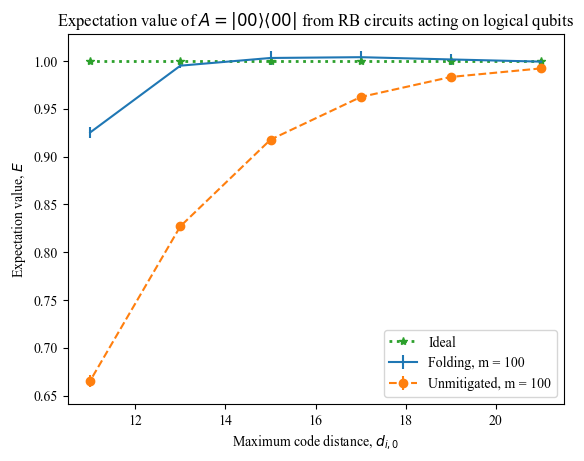 Expectation value of A = |00⟩⟨00| from RB circuits acting on logical qubits
Expectation value, E
1.00
0.95
0.90
0.85
0.80
0.75
0.70
0.65
12
14
16
18
20
Maximum code distance, d_{i,0}
Ideal
Folding, m = 100
Unmitigated, m = 100